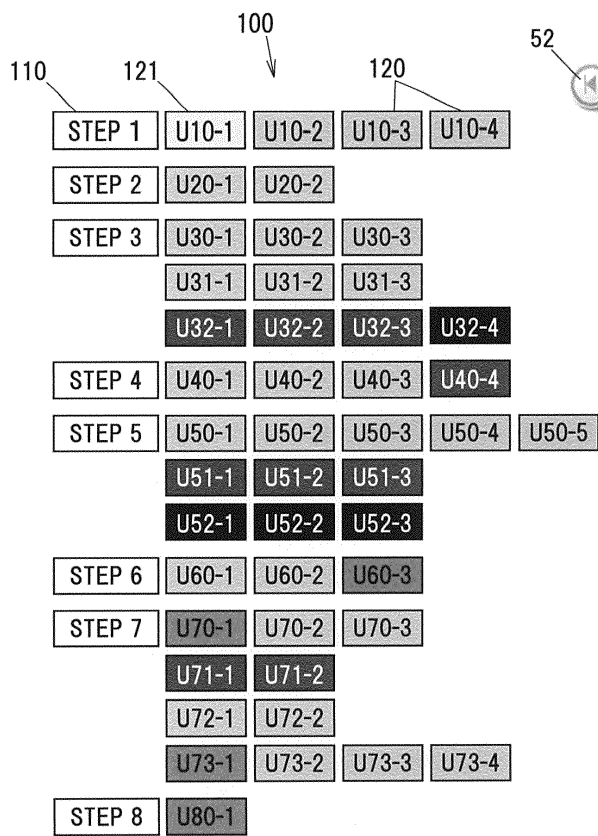 100
52
110
121
120
STEP 1 U10-1 U10-2 U10-3 U10-4
STEP 2 U20-1 U20-2
STEP 3 U30-1 U30-2 U30-3
U31-1 U31-2 U31-3
U32-1 U32-2 U32-3 U32-4
STEP 4 U40-1 U40-2 U40-3 U40-4
STEP 5 U50-1 U50-2 U50-3 U50-4 U50-5
U51-1 U51-2 U51-3
U52-1 U52-2 U52-3
STEP 6 U60-1 U60-2 U60-3
STEP 7 U70-1 U70-2 U70-3
U71-1 U71-2
U72-1 U72-2
U73-1 U73-2 U73-3 U73-4
STEP 8 U80-1